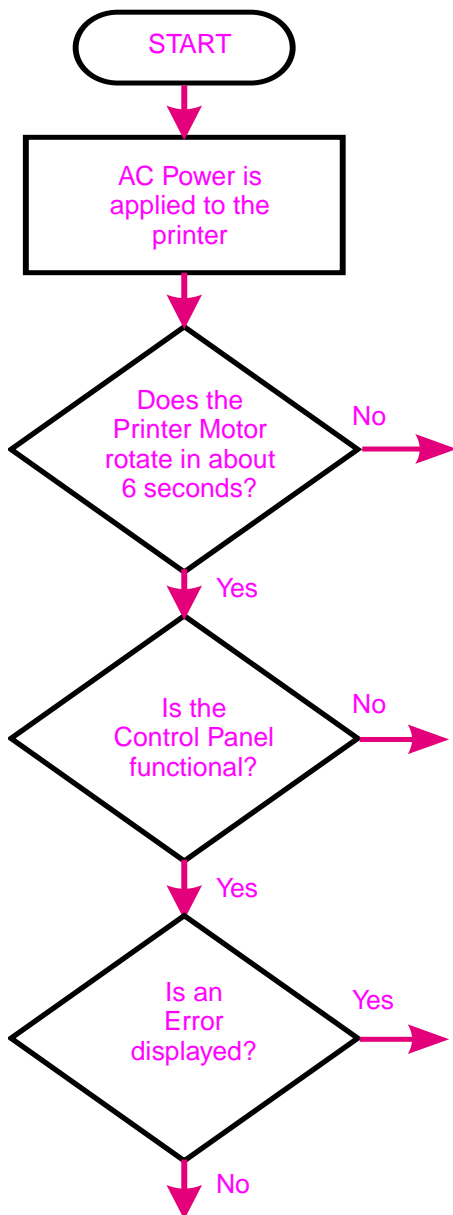 START
AC Power is
applied to the
printer
Does the
Printer Motor
rotate in about
6 seconds?
No
Yes
Is the
Control Panel
functional?
No
Yes
Is an
Error
displayed?
Yes
No